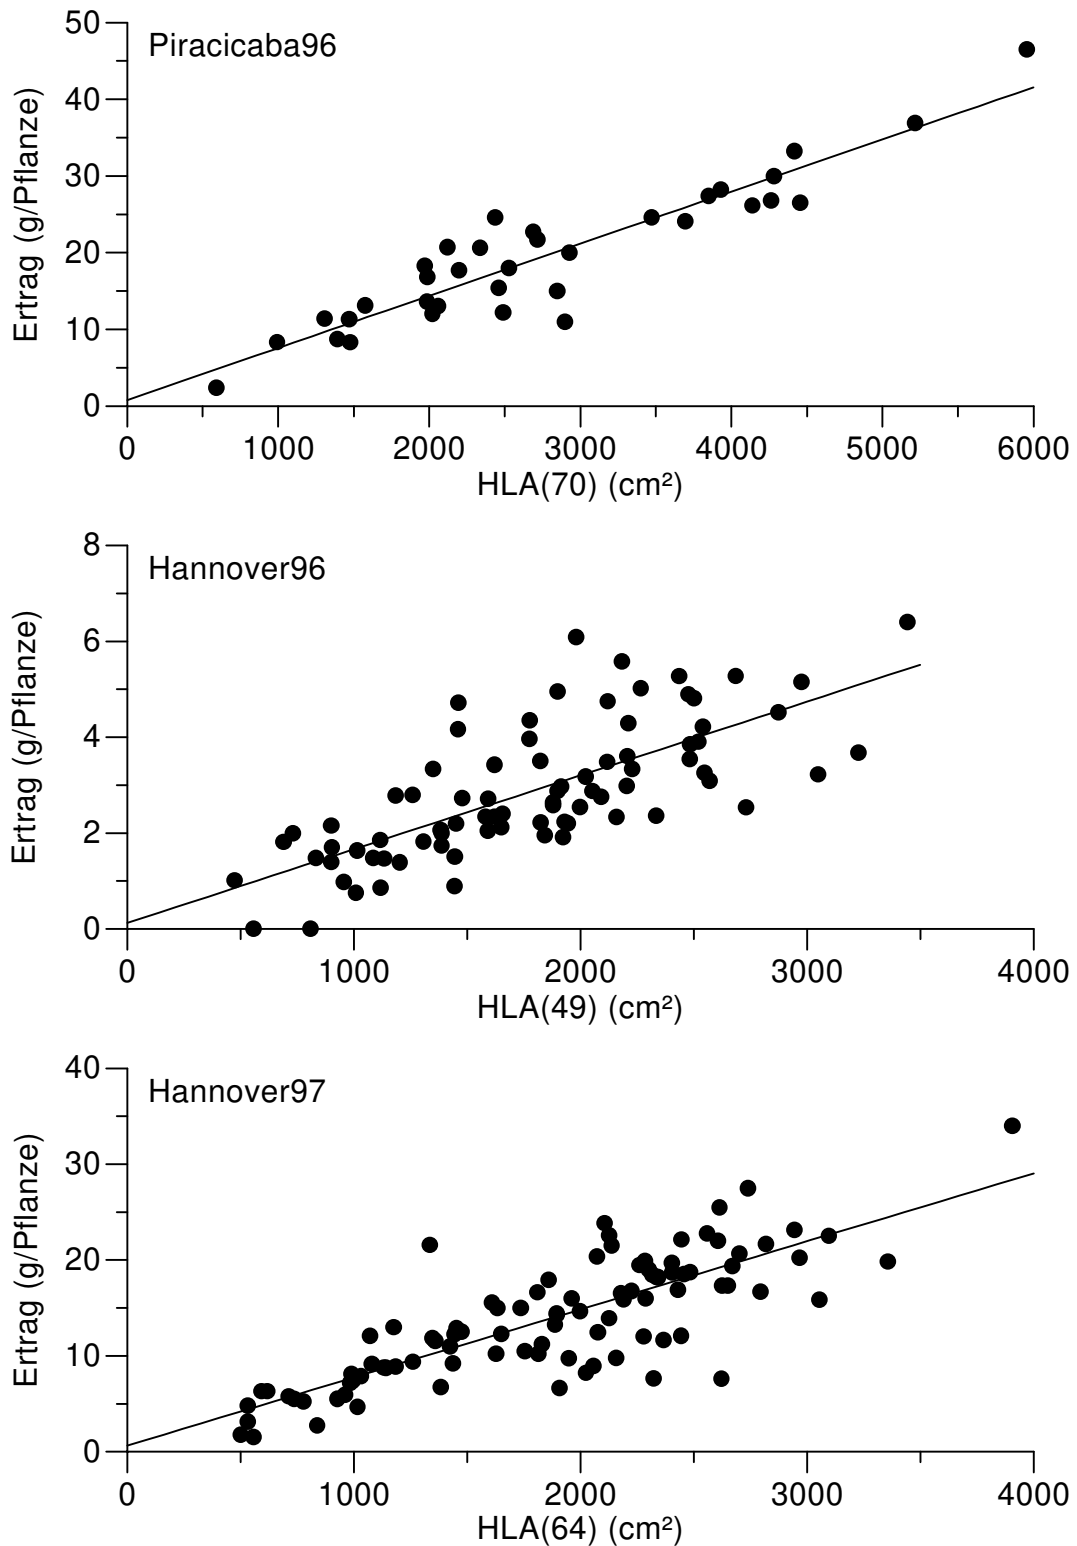 Piracicaba96
Ertrag (g/Pflanze)
50
40
30
20
10
0
0 1000 2000 3000 4000 5000 6000
HLA(70) (cm²)
Hannover96
Ertrag (g/Pflanze)
8
6
4
2
0
0 1000 2000 3000 4000
HLA(49) (cm²)
Hannover97
Ertrag (g/Pflanze)
40
30
20
10
0
0 1000 2000 3000 4000
HLA(64) (cm²)